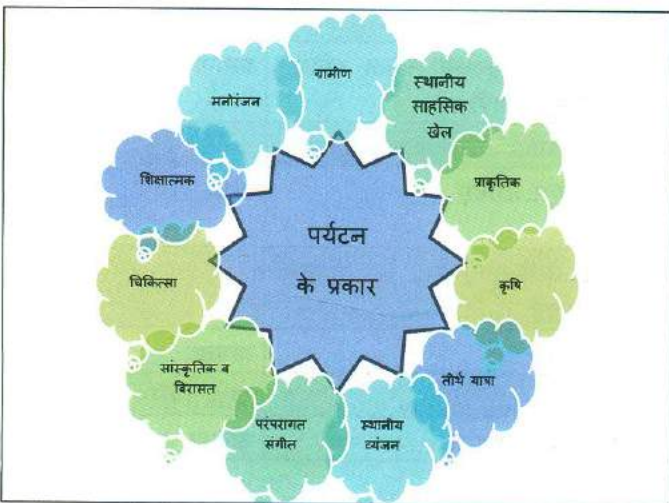 पर्यटन
के प्रकार
ग्रामीण
स्थानीय
साहसिक
खेल
प्राकृतिक
कृषि
तीर्थ यात्रा
स्थानीय
व्यंजन
परंपरागत
संगीत
सांस्कृतिक व
विरासत
चिकित्सा
शिक्षात्मक
मनोरंजन